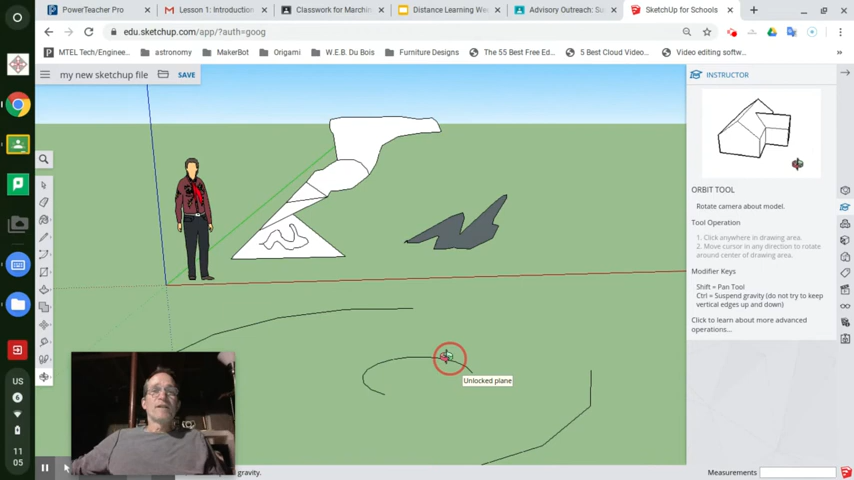 PowerTeacher Pro
M Lesson 1: Introduction
Classwork for Marchin
Distance Learning Wee
Advisory Outreach: Su
SketchUp for Schools
edu.sketchup.com/app/?auth=goog
MTEL Tech/Enginee...
astronomy
MakerBot
Origami
W.E.B. Du Bois
Furniture Designs
The 55 Best Free Ed...
5 Best Cloud Video...
Video editing softw...
my new sketchup file
SAVE
INSTRUCTOR
ORBIT TOOL
Rotate camera about model.
Tool Operation
1. Click anywhere in drawing area.
2. Move cursor in any direction to rotate
around center of drawing area.
Modifier Keys
Shift = Pan Tool
Ctrl = Suspend gravity (do not try to keep
vertical edges up and down)
Click to learn about more advanced
operations...
Unlocked plane
US
6
11
05
gravity.
Measurements